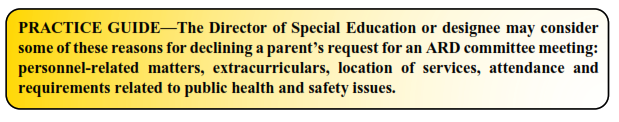 PRACTICE GUIDE—The Director of Special Education or designee may consider
some of these reasons for declining a parent's request for an ARD committee meeting:
personnel-related matters, extracurriculars, location of services, attendance and
requirements related to public health and safety issues.